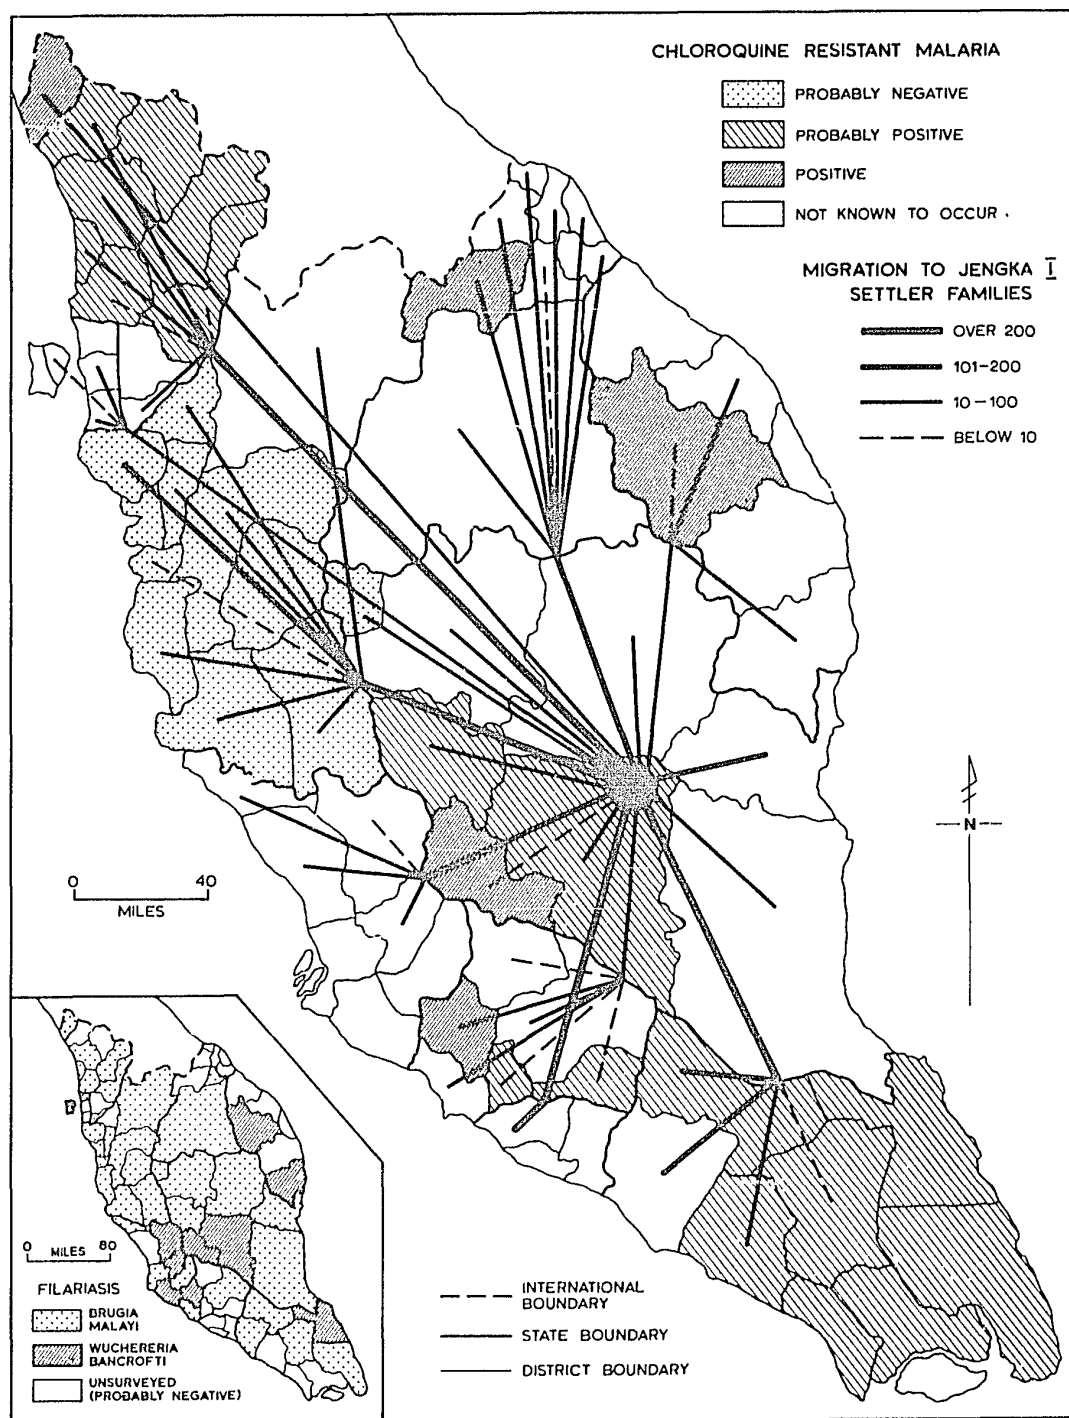 CHLOROQUINE RESISTANT MALARIA
PROBABLY NEGATIVE
PROBABLY POSITIVE
POSITIVE
NOT KNOWN TO OCCUR .
MIGRATION TO JENGKA I
SETTLER FAMILIES
OVER 200
101-200
10-100
BELOW 10
N
0 40
MILES
0 MILES 80
FILARIASIS
BRUGIA
MALAYI
WUCHERERIA
BANCROFTI
UNSURVEYED
(PROBABLY NEGATIVE)
INTERNATIONAL
BOUNDARY
STATE BOUNDARY
DISTRICT BOUNDARY